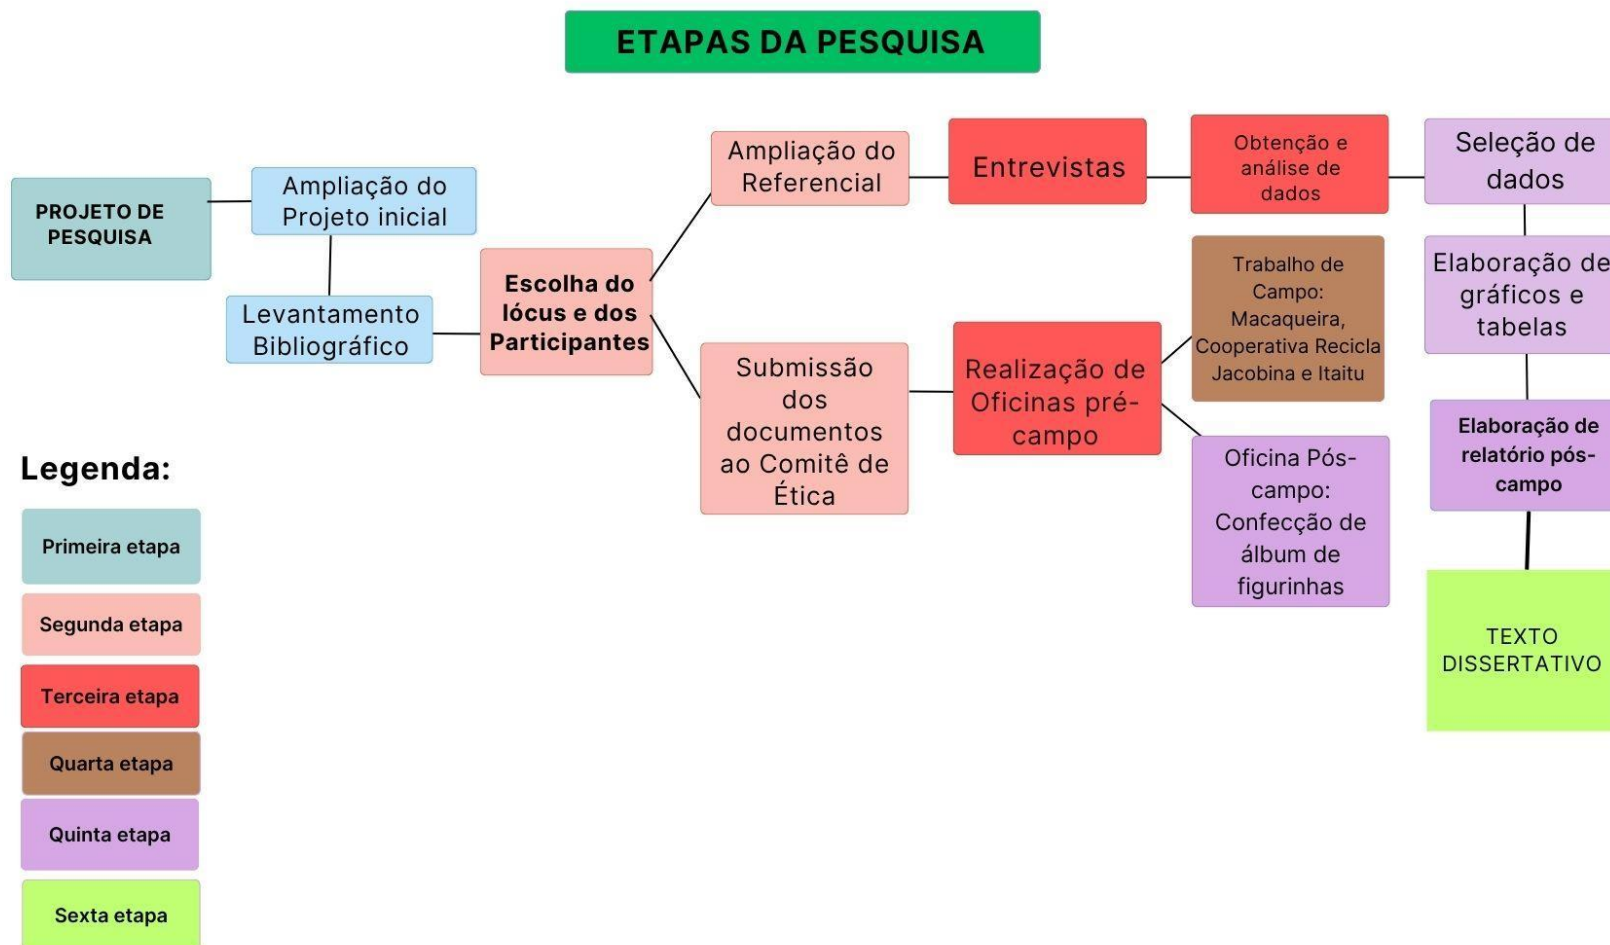 ETAPAS DA PESQUISA
PROJETO DE
PESQUISA
Ampliação do
Projeto inicial
Levantamento
Bibliográfico
Escolha do
lócus e dos
Participantes
Ampliação do
Referencial
Entrevistas
Obtenção e
análise de
dados
Seleção de
dados
Submissão
dos
documentos
ao Comitê de
Ética
Realização de
Oficinas pré-
campo
Trabalho de
Campo:
Macaqueira,
Cooperativa Recicla
Jacobina e Itaitu
Oficina Pós-
campo:
Confecção de
álbum de
figurinhas
Elaboração de
gráficos e
tabelas
Elaboração de
relatório pós-
campo
TEXTO
DISSERTATIVO
Legenda:
Primeira etapa
Segunda etapa
Terceira etapa
Quarta etapa
Quinta etapa
Sexta etapa